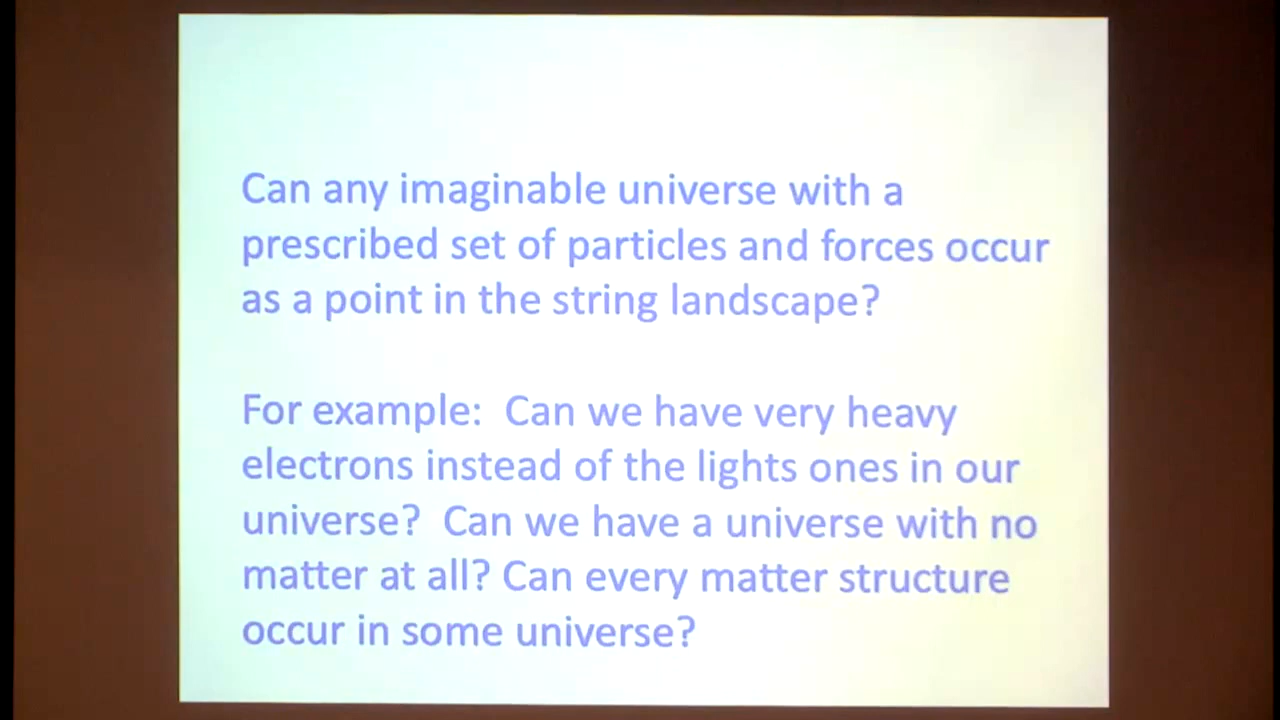 Can any imaginable universe with a
prescribed set of particles and forces occur
as a point in the string landscape?
For example: Can we have very heavy
electrons instead of the lights ones in our
universe? Can we have a universe with no
matter at all? Can every matter structure
occur in some universe?